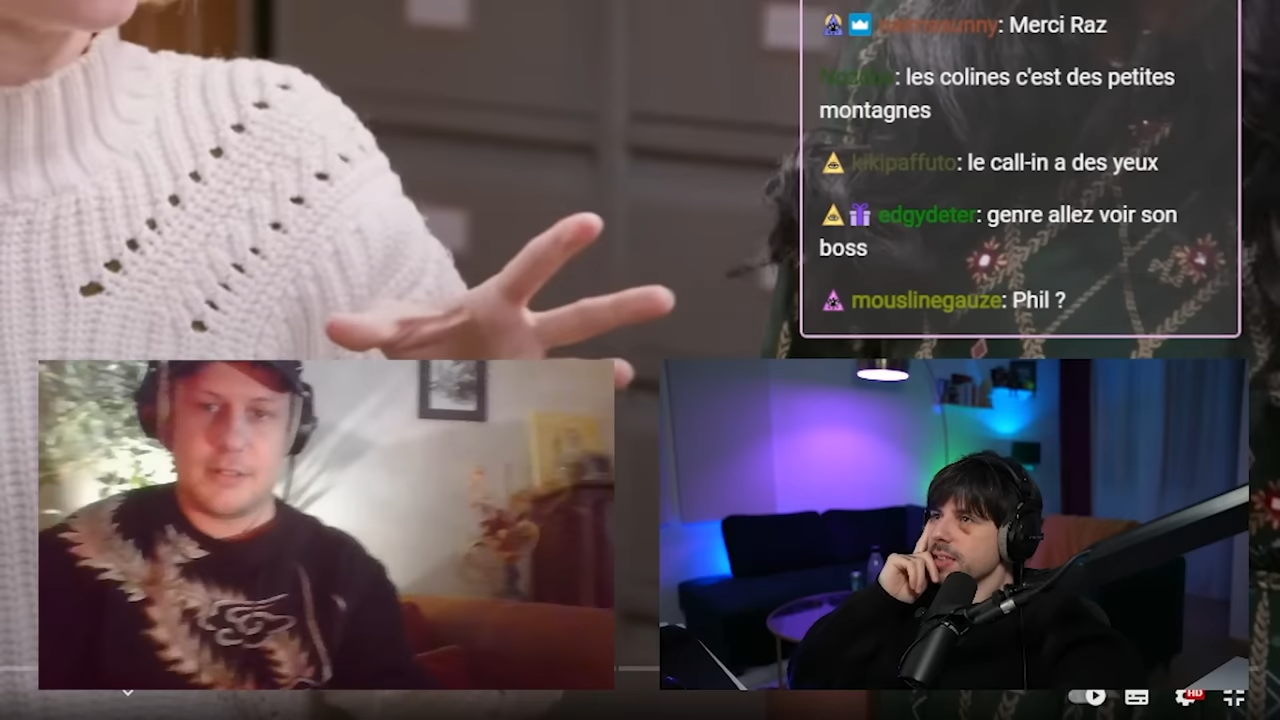 : Merci Raz
: les colines c'est des petites
montagnes
kikipaffuto: le call-in a des yeux
edgydeter: genre allez voir son
boss
mouslinegauze: Phil ?
HD